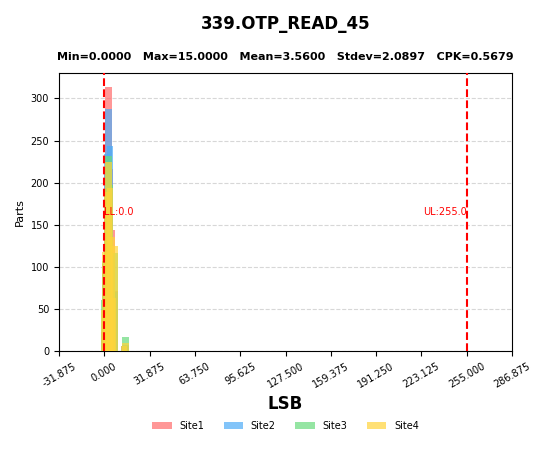 339.OTP_READ_45
Min=0.0000 Max=15.0000 Mean=3.5600 Stdev=2.0897 CPK=0.5679
300
250
200
150
100
50
0
Parts
LL:0.0
UL:255.0
-31.875
0.000
31.875
63.750
95.625
127.500
159.375
191.250
223.125
255.000
286.875
LSB
Site1 Site2 Site3 Site4